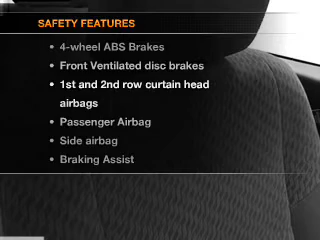 SAFETY FEATURES
• 4-wheel ABS Brakes
• Front Ventilated disc brakes
• 1st and 2nd row curtain head
airbags
• Passenger Airbag
• Side airbag
• Braking Assist